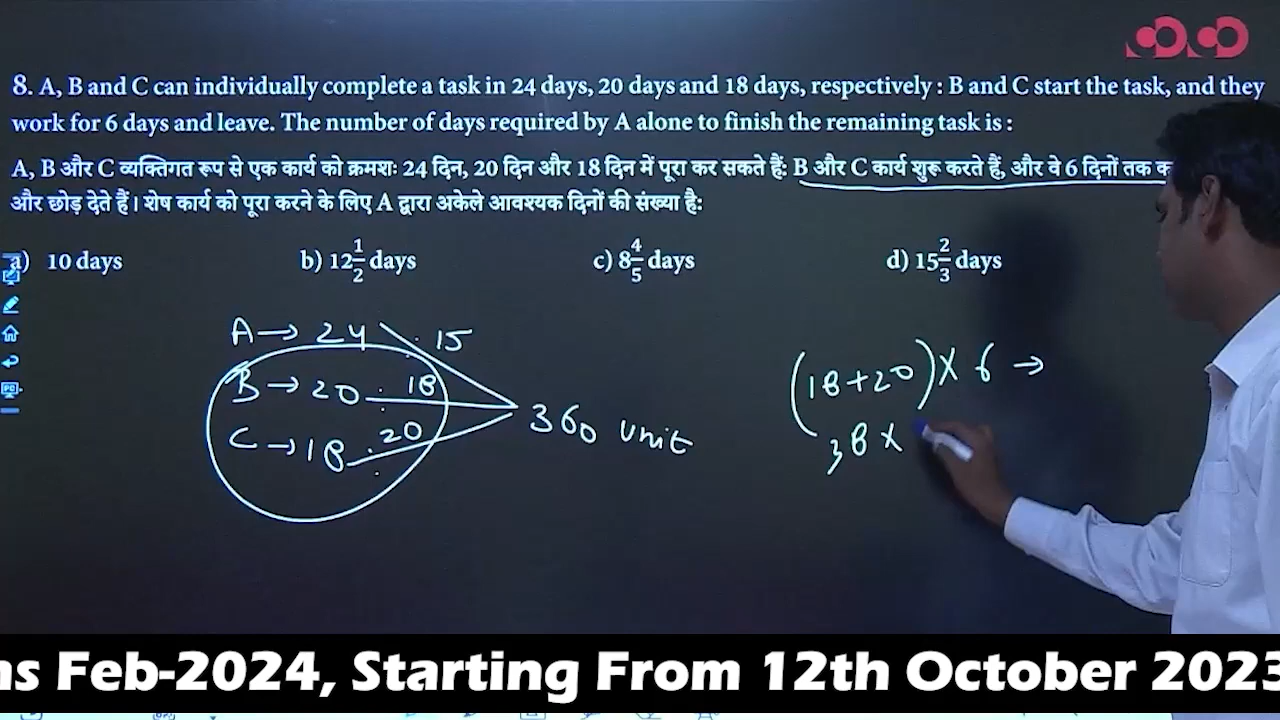 8. A, B and C can individually complete a task in 24 days, 20 days and 18 days, respectively : B and C start the task, and they
work for 6 days and leave. The number of days required by A alone to finish the remaining task is :
A, B और C व्यक्तिगत रूप से एक कार्य को क्रमशः 24 दिन, 20 दिन और 18 दिन में पूरा कर सकते हैं: B और C कार्य शुरू करते हैं, और वे 6 दिनों तक क
और छोड़ देते हैं। शेष कार्य को पूरा करने के लिए A द्वारा अकेले आवश्यक दिनों की संख्या है:
a) 10 days b) 12 1/2 days c) 8 4/5 days d) 15 2/3 days
A → 24 15
B → 20 18
C → 18 20
360 unit
(18+20) × 6 →
38 ×
ns Feb-2024, Starting From 12th October 2023